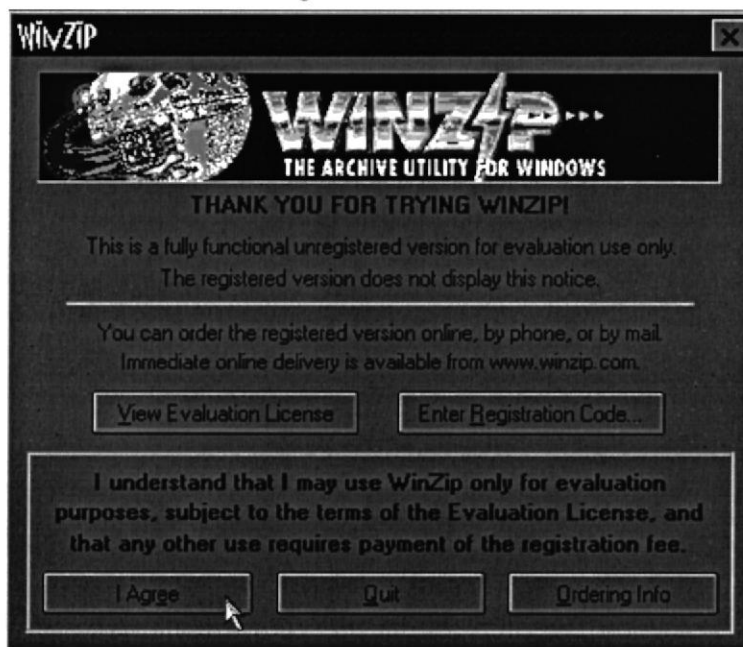 WinZip
WINZIP
THE ARCHIVE UTILITY FOR WINDOWS
THANK YOU FOR TRYING WINZIP!
This is a fully functional unregistered version for evaluation use only.
The registered version does not display this notice.
You can order the registered version online, by phone, or by mail.
Immediate online delivery is available from www.winzip.com.
View Evaluation License
Enter Registration Code...
I understand that I may use WinZip only for evaluation
purposes, subject to the terms of the Evaluation License, and
that any other use requires payment of the registration fee.
I Agree
Quit
Ordering Info